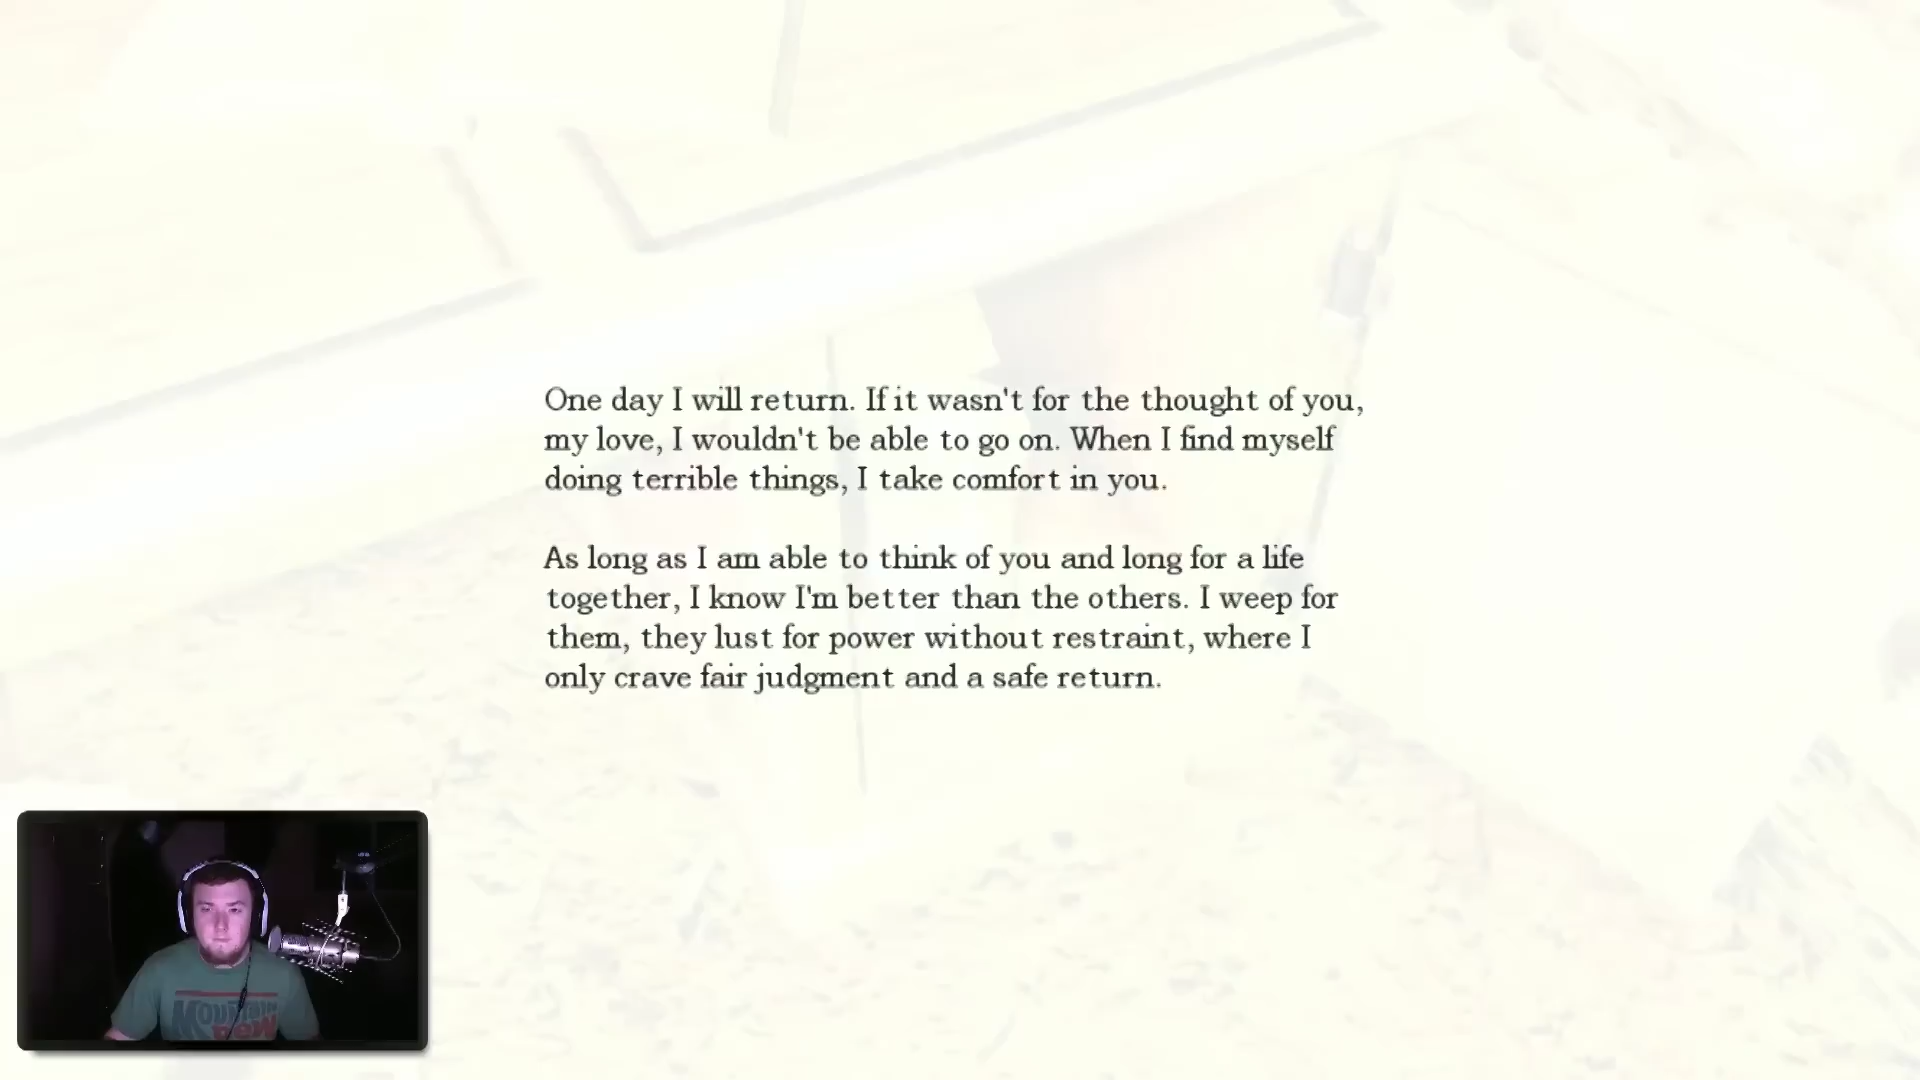 One day I will return. If it wasn't for the thought of you,
my love, I wouldn't be able to go on. When I find myself
doing terrible things, I take comfort in you.
As long as I am able to think of you and long for a life
together, I know I'm better than the others. I weep for
them, they lust for power without restraint, where I
only crave fair judgment and a safe return.
Mountain
Dew